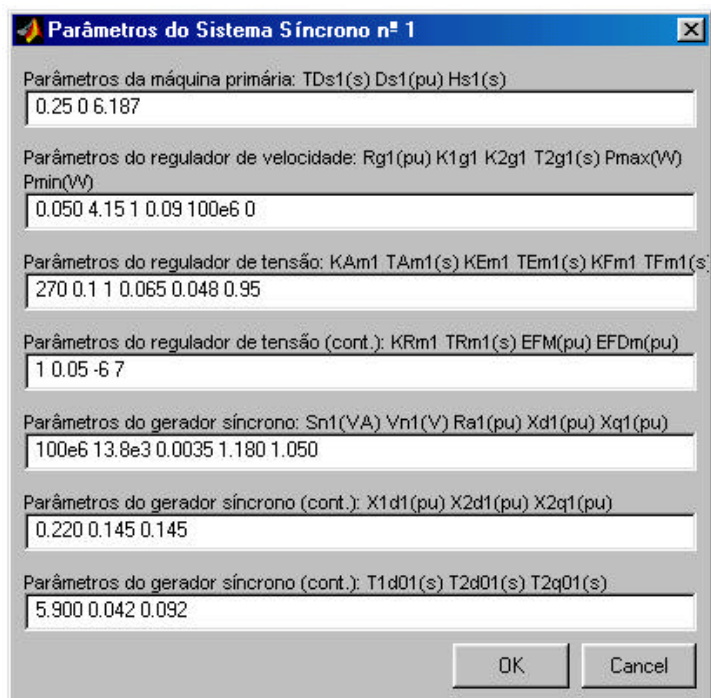 Parâmetros do Sistema Síncrono nº 1
Parâmetros da máquina primária: TDs1(s) Ds1(pu) Hs1(s)
0.25 0 6.187
Parâmetros do regulador de velocidade: Rg1(pu) K1g1 K2g1 T2g1(s) Pmax(W)
Pmin(W)
0.050 4.15 1 0.09 100e6 0
Parâmetros do regulador de tensão: KAm1 TAm1(s) KEm1 TEm1(s) KFm1 TFm1(s)
270 0.1 1 0.065 0.048 0.95
Parâmetros do regulador de tensão (cont.): KRm1 TRm1(s) EFM(pu) EFDm(pu)
1 0.05 -6 7
Parâmetros do gerador síncrono: Sn1(VA) Vn1(V) Ra1(pu) Xd1(pu) Xq1(pu)
100e6 13.8e3 0.0035 1.180 1.050
Parâmetros do gerador síncrono (cont.): X1d1(pu) X2d1(pu) X2q1(pu)
0.220 0.145 0.145
Parâmetros do gerador síncrono (cont.): T1d01(s) T2d01(s) T2q01(s)
5.900 0.042 0.092
OK Cancel